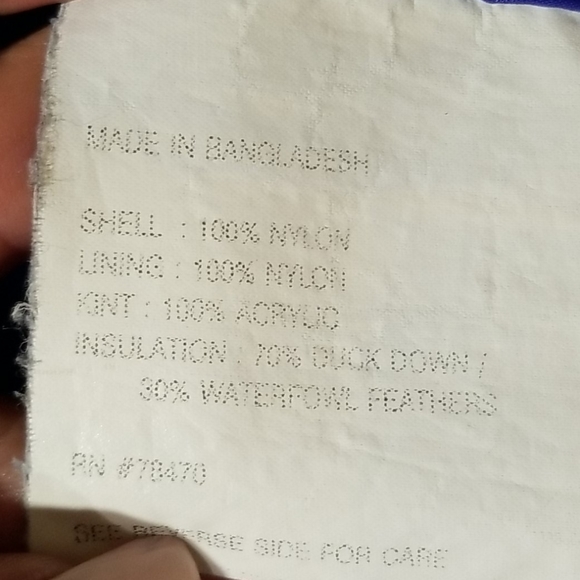 MADE IN BANGLADESH
SHELL : 100% NYLON
LINING : 100% NYLON
KINT : 100% ACRYLIC
INSULATION : 70% DUCK DOWN /
30% WATERFOWL FEATHERS
RN #78470
SEE REVERSE SIDE FOR CARE